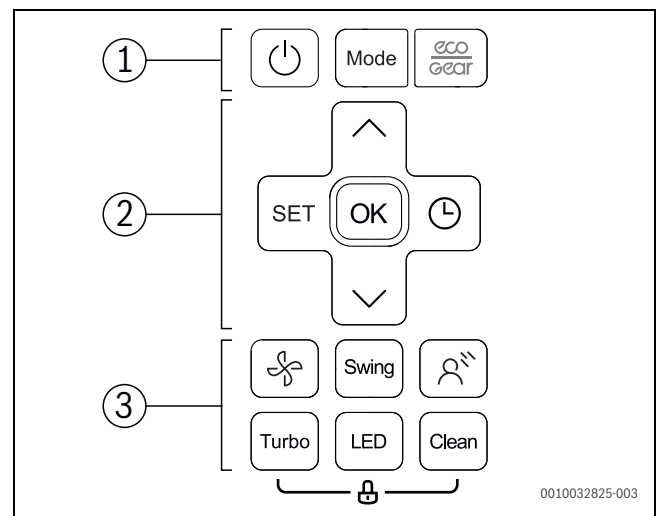 1
Mode
eco
Gear
2
SET OK
3
Swing
Turbo LED Clean
0010032825-003